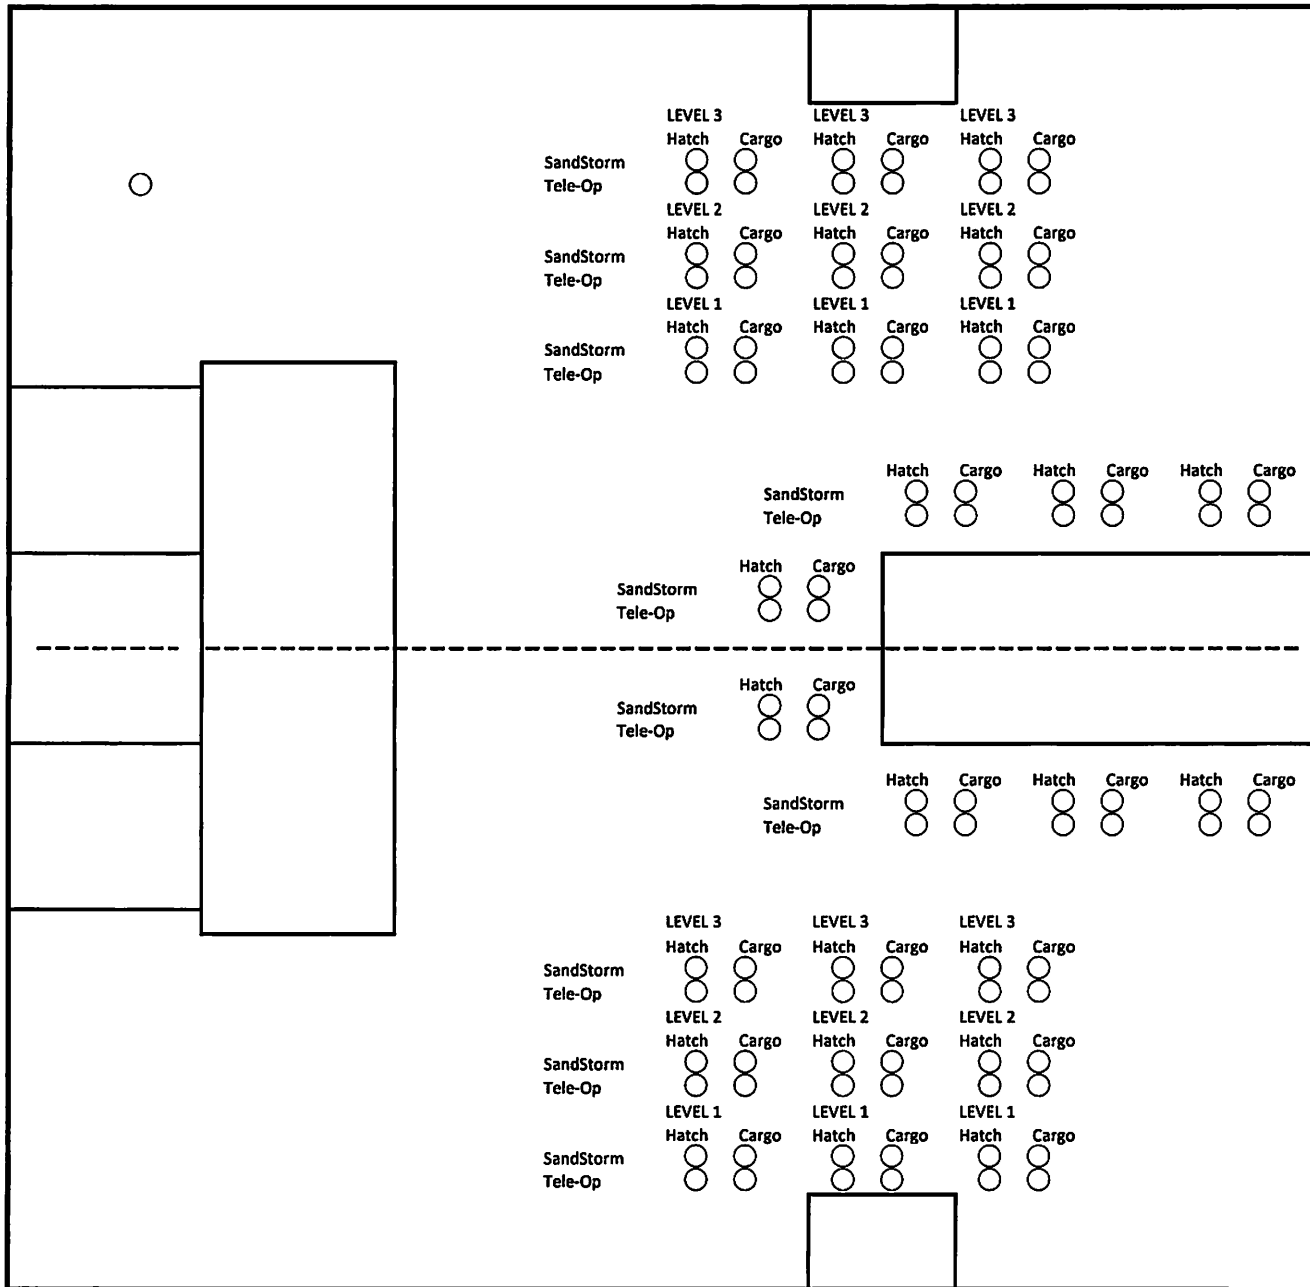 LEVEL 3 LEVEL 3 LEVEL 3
Hatch Cargo Hatch Cargo Hatch Cargo
SandStorm
Tele-Op
LEVEL 2 LEVEL 2 LEVEL 2
Hatch Cargo Hatch Cargo Hatch Cargo
SandStorm
Tele-Op
LEVEL 1 LEVEL 1 LEVEL 1
Hatch Cargo Hatch Cargo Hatch Cargo
SandStorm
Tele-Op
Hatch Cargo Hatch Cargo Hatch Cargo
SandStorm
Tele-Op
Hatch Cargo
SandStorm
Tele-Op
Hatch Cargo
SandStorm
Tele-Op
Hatch Cargo Hatch Cargo Hatch Cargo
SandStorm
Tele-Op
LEVEL 3 LEVEL 3 LEVEL 3
Hatch Cargo Hatch Cargo Hatch Cargo
SandStorm
Tele-Op
LEVEL 2 LEVEL 2 LEVEL 2
Hatch Cargo Hatch Cargo Hatch Cargo
SandStorm
Tele-Op
LEVEL 1 LEVEL 1 LEVEL 1
Hatch Cargo Hatch Cargo Hatch Cargo
SandStorm
Tele-Op